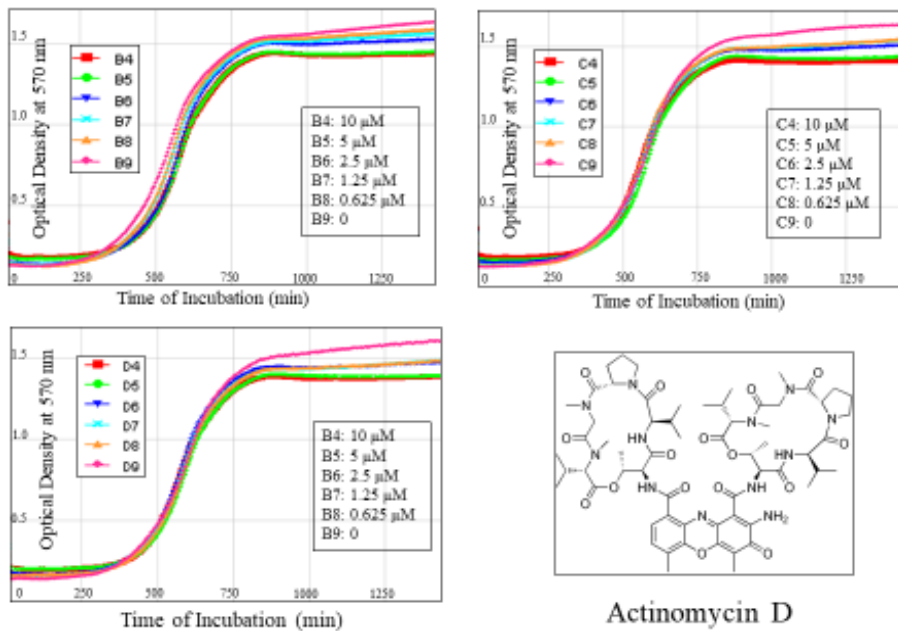 Optical Density at 570 nm
1.5
1.0
0.5
B4
B5
B6
B7
B8
B9
B4: 10 µM
B5: 5 µM
B6: 2.5 µM
B7: 1.25 µM
B8: 0.625 µM
B9: 0
0 250 500 750 1000 1250
Time of Incubation (min)
Optical Density at 570 nm
1.5
1.0
0.5
C4
C5
C6
C7
C8
C9
C4: 10 µM
C5: 5 µM
C6: 2.5 µM
C7: 1.25 µM
C8: 0.625 µM
C9: 0
0 250 500 750 1000 1250
Time of Incubation (min)
Optical Density at 570 nm
1.5
1.0
0.5
D4
D5
D6
D7
D8
D9
B4: 10 µM
B5: 5 µM
B6: 2.5 µM
B7: 1.25 µM
B8: 0.625 µM
B9: 0
0 250 500 750 1000 1250
Time of Incubation (min)
O N O O N O
N O N O N
O NH O NH
N O O O O
O O NH HN O
O O
N NH₂
O O
Actinomycin D